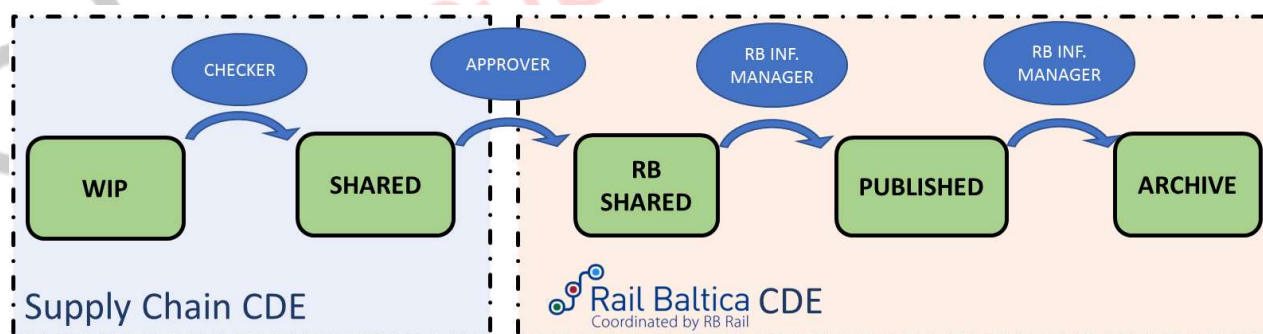 CHECKER
APPROVER
RB INF.
MANAGER
RB INF.
MANAGER
WIP
SHARED
RB
SHARED
PUBLISHED
ARCHIVE
Supply Chain CDE
Rail Baltica CDE
Coordinated by RB Rail